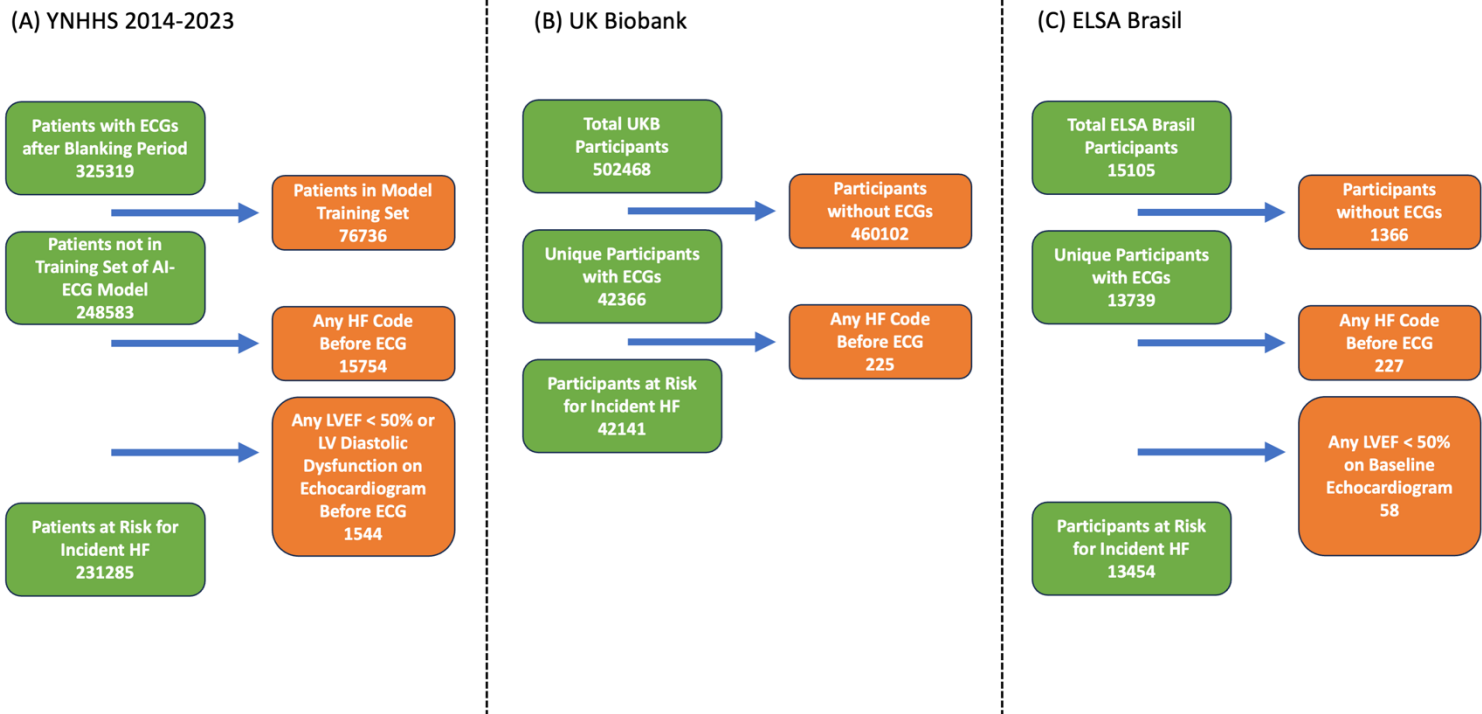 (A) YNHHS 2014-2023
Patients with ECGs
after Blanking Period
325319
Patients in Model
Training Set
76736
Patients not in
Training Set of AI-
ECG Model
248583
Any HF Code
Before ECG
15754
Any LVEF < 50% or
LV Diastolic
Dysfunction on
Echocardiogram
Before ECG
1544
Patients at Risk for
Incident HF
231285
(B) UK Biobank
Total UKB
Participants
502468
Participants
without ECGs
460102
Unique Participants
with ECGs
42366
Any HF Code
Before ECG
225
Participants at Risk
for Incident HF
42141
(C) ELSA Brasil
Total ELSA Brasil
Participants
15105
Participants
without ECGs
1366
Unique Participants
with ECGs
13739
Any HF Code
Before ECG
227
Any LVEF < 50%
on Baseline
Echocardiogram
58
Participants at Risk
for Incident HF
13454